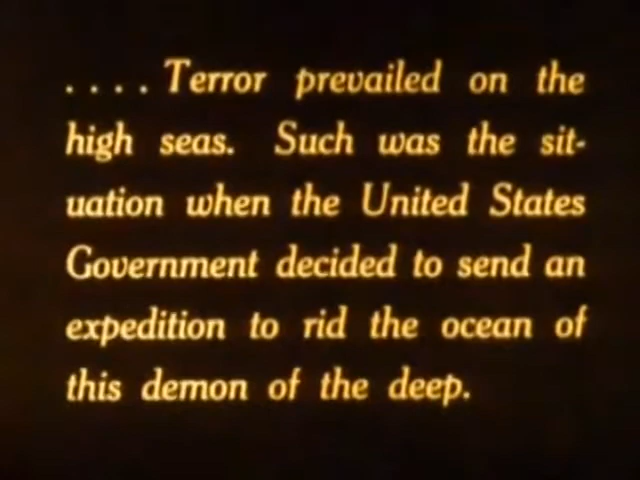 . . . . Terror prevailed on the
high seas. Such was the sit-
uation when the United States
Government decided to send an
expedition to rid the ocean of
this demon of the deep.